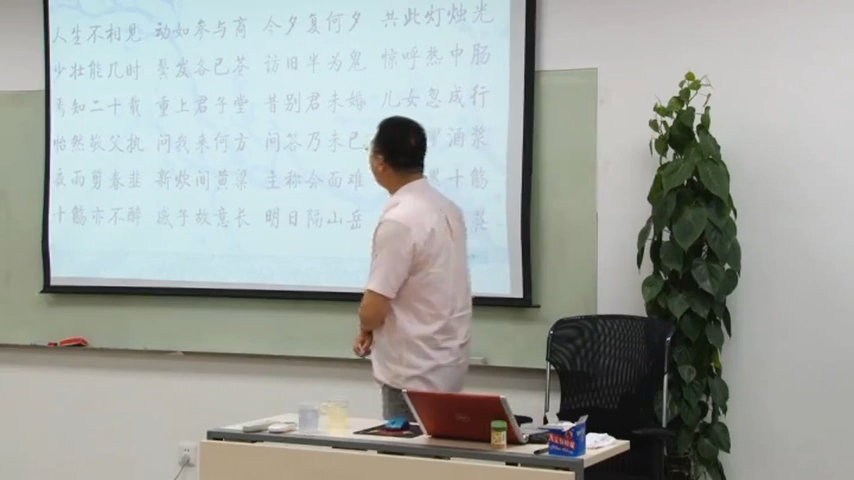 人生不相见 动如参与商 今夕复何夕 共此灯烛光
少壮能几时 鬓发各已苍 访旧半为鬼 惊呼热中肠
焉知二十载 重上君子堂 昔别君未婚 儿女忽成行
怡然敬父执 问我来何方 问答乃未已 酒浆
夜雨剪春韭 新炊间黄粱 主称会面难 累十觞
十觞亦不醉 感子故意长 明日隔山岳 茫